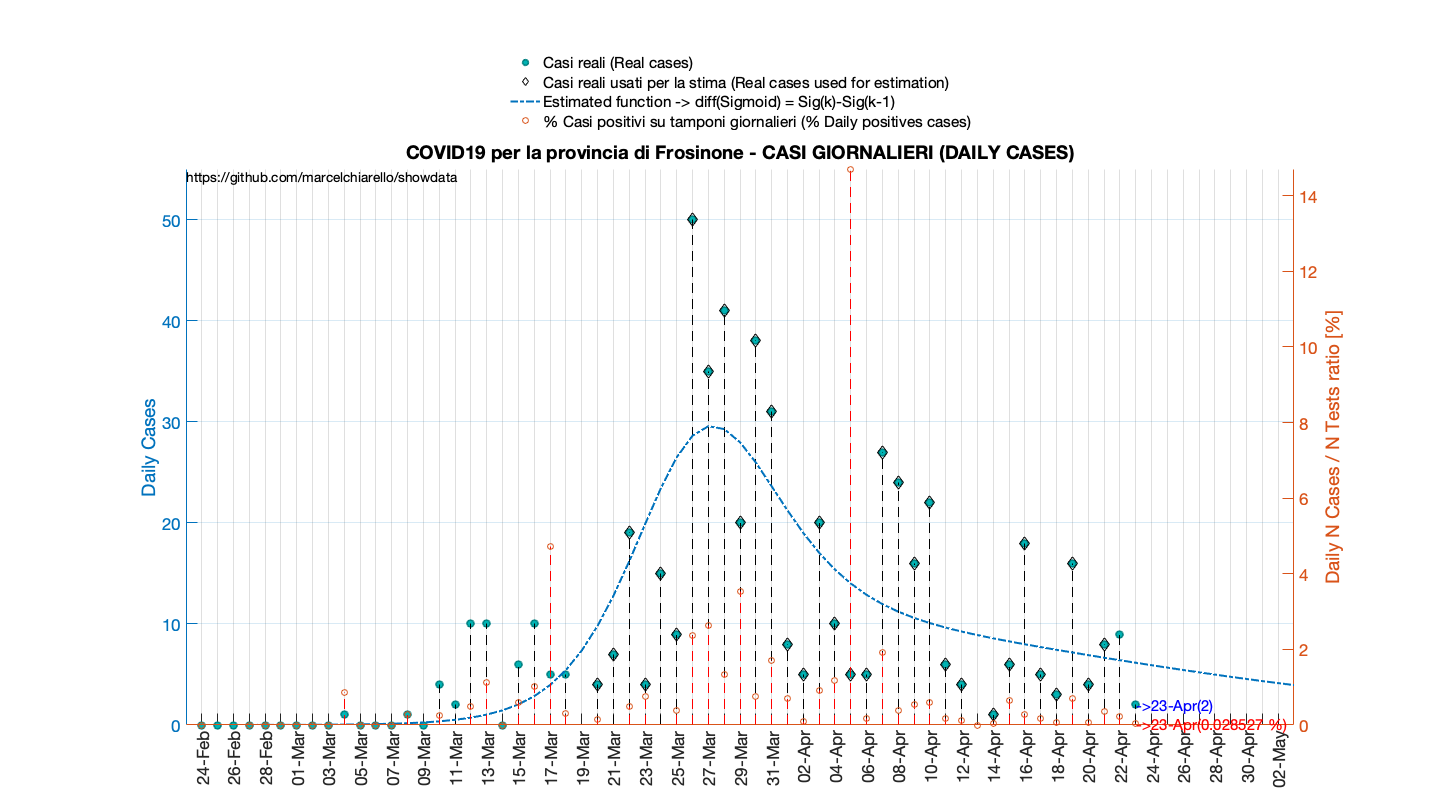 Casi reali (Real cases)
Casi reali usati per la stima (Real cases used for estimation)
Estimated function -> diff(Sigmoid) = Sig(k)-Sig(k-1)
% Casi positivi su tamponi giornalieri (% Daily positives cases)
COVID19 per la provincia di Frosinone - CASI GIORNALIERI (DAILY CASES)
https://github.com/marcelchiarello/showdata
Daily Cases
50
40
30
20
10
0
Daily N Cases / N Tests ratio [%]
14
12
10
8
6
4
2
0
->23-Apr(2)
->23-Apr(0.028527 %)
24-Feb
26-Feb
28-Feb
01-Mar
03-Mar
05-Mar
07-Mar
09-Mar
11-Mar
13-Mar
15-Mar
17-Mar
19-Mar
21-Mar
23-Mar
25-Mar
27-Mar
29-Mar
31-Mar
02-Apr
04-Apr
06-Apr
08-Apr
10-Apr
12-Apr
14-Apr
16-Apr
18-Apr
20-Apr
22-Apr
24-Apr
26-Apr
28-Apr
30-Apr
02-May